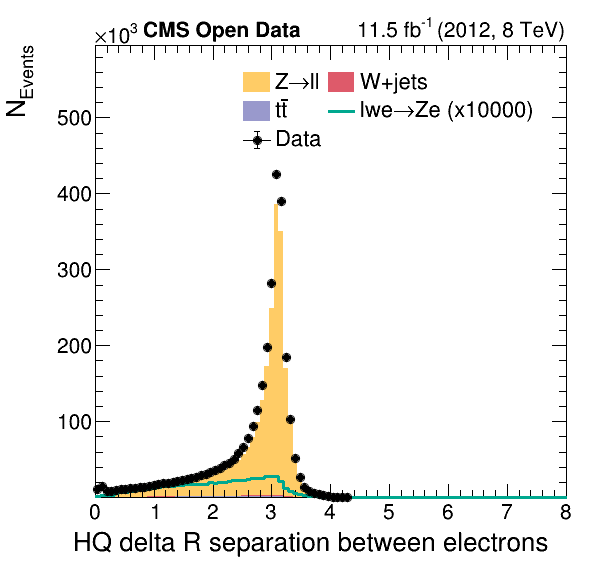 ×10³ CMS Open Data 11.5 fb⁻¹ (2012, 8 TeV)
N_Events
Z→ll W+jets
tt̄ lwe→Ze (x10000)
Data
500
400
300
200
100
0 1 2 3 4 5 6 7 8
HQ delta R separation between electrons